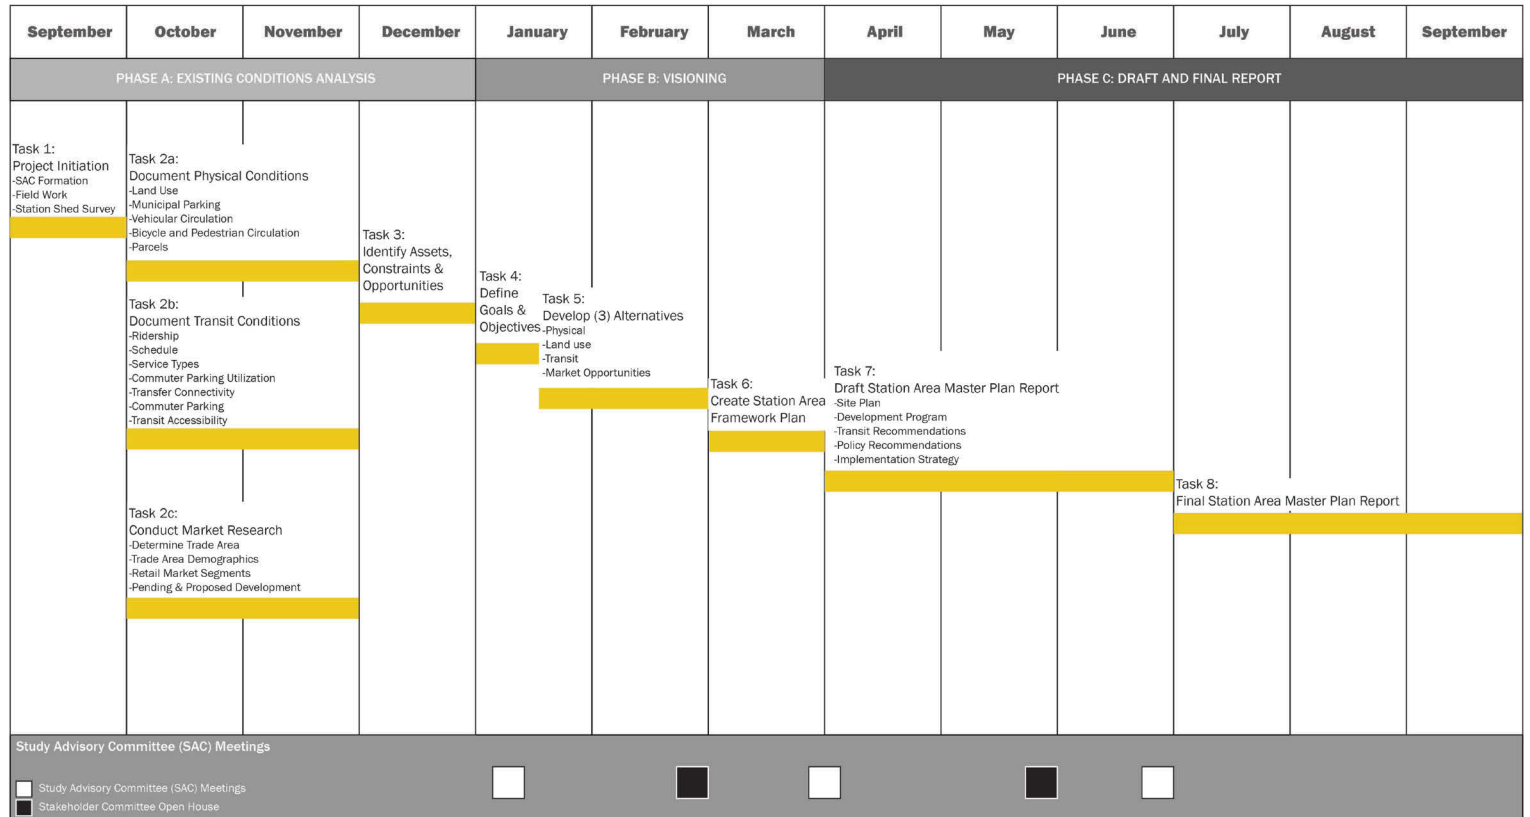 September October November December January February March April May June July August September
PHASE A: EXISTING CONDITIONS ANALYSIS PHASE B: VISIONING PHASE C: DRAFT AND FINAL REPORT
Task 1:
Project Initiation
-SAC Formation
-Field Work
-Station Shed Survey
Task 2a:
Document Physical Conditions
-Land Use
-Municipal Parking
-Vehicular Circulation
-Bicycle and Pedestrian Circulation
-Parcels
Task 2b:
Document Transit Conditions
-Ridership
-Schedule
-Service Types
-Commuter Parking Utilization
-Transfer Connectivity
-Commuter Parking
-Transit Accessibility
Task 2c:
Conduct Market Research
-Determine Trade Area
-Trade Area Demographics
-Retail Market Segments
-Pending & Proposed Development
Task 3:
Identify Assets,
Constraints &
Opportunities
Task 4:
Define
Goals &
Objectives
Task 5:
Develop (3) Alternatives
-Physical
-Land use
-Transit
-Market Opportunities
Task 6:
Create Station Area
Framework Plan
Task 7:
Draft Station Area Master Plan Report
-Site Plan
-Development Program
-Transit Recommendations
-Policy Recommendations
-Implementation Strategy
Task 8:
Final Station Area Master Plan Report
Study Advisory Committee (SAC) Meetings
Study Advisory Committee (SAC) Meetings
Stakeholder Committee Open House